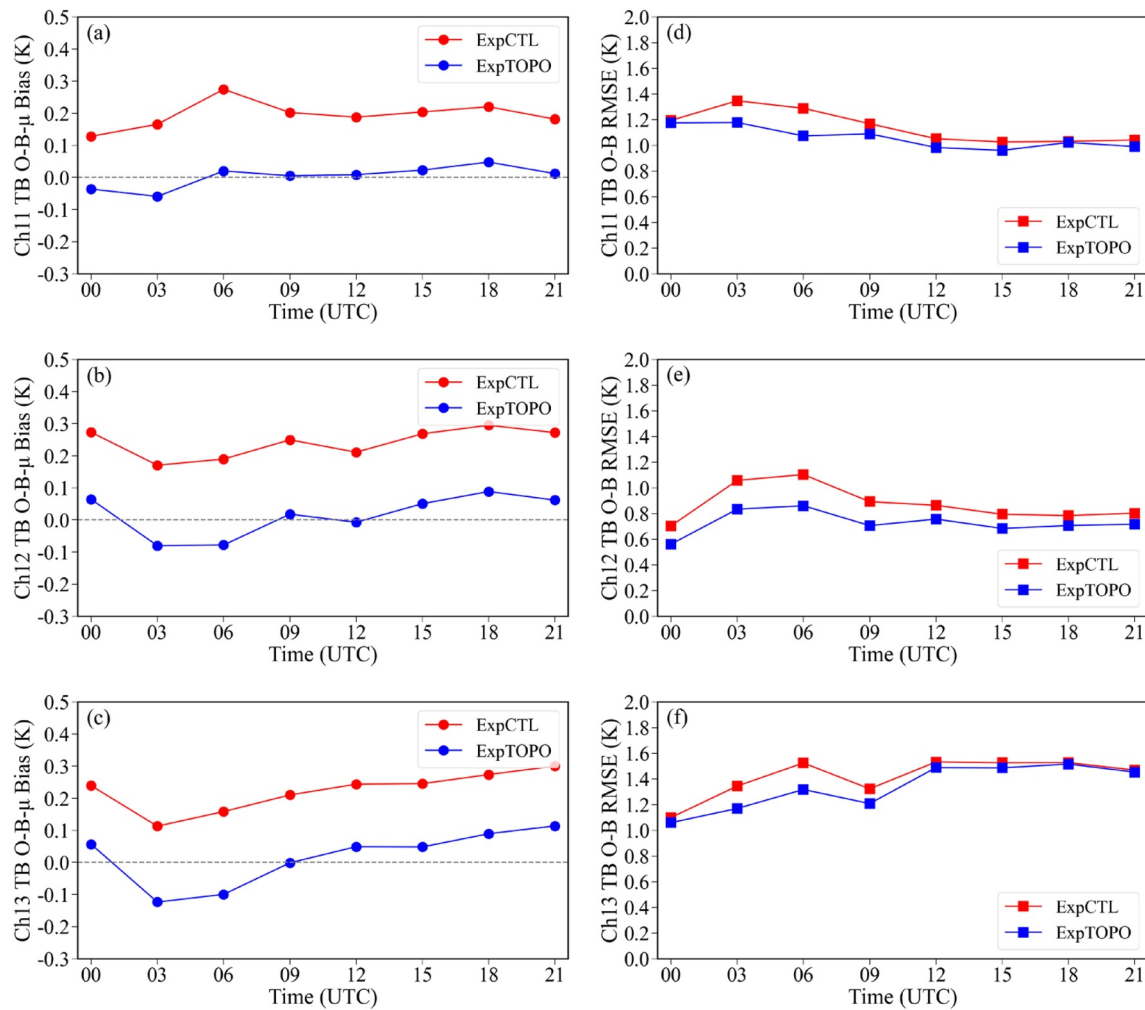 (a)
ExpCTL
ExpTOPO
Ch11 TB O-B-μ Bias (K)
0.5
0.4
0.3
0.2
0.1
0.0
-0.1
-0.2
-0.3
00 03 06 09 12 15 18 21
Time (UTC)
(d)
ExpCTL
ExpTOPO
Ch11 TB O-B RMSE (K)
2.0
1.8
1.6
1.4
1.2
1.0
0.8
0.6
0.4
0.2
0.0
00 03 06 09 12 15 18 21
Time (UTC)
(b)
ExpCTL
ExpTOPO
Ch12 TB O-B-μ Bias (K)
0.5
0.4
0.3
0.2
0.1
0.0
-0.1
-0.2
-0.3
00 03 06 09 12 15 18 21
Time (UTC)
(e)
ExpCTL
ExpTOPO
Ch12 TB O-B RMSE (K)
2.0
1.8
1.6
1.4
1.2
1.0
0.8
0.6
0.4
0.2
0.0
00 03 06 09 12 15 18 21
Time (UTC)
(c)
ExpCTL
ExpTOPO
Ch13 TB O-B-μ Bias (K)
0.5
0.4
0.3
0.2
0.1
0.0
-0.1
-0.2
-0.3
00 03 06 09 12 15 18 21
Time (UTC)
(f)
ExpCTL
ExpTOPO
Ch13 TB O-B RMSE (K)
2.0
1.8
1.6
1.4
1.2
1.0
0.8
0.6
0.4
0.2
0.0
00 03 06 09 12 15 18 21
Time (UTC)